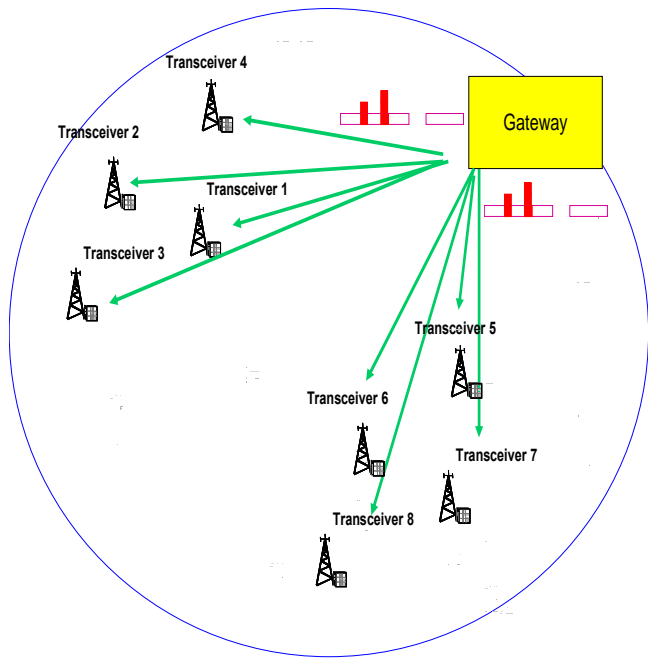 Transceiver 4
Gateway
Transceiver 2
Transceiver 1
Transceiver 3
Transceiver 5
Transceiver 6
Transceiver 7
Transceiver 8